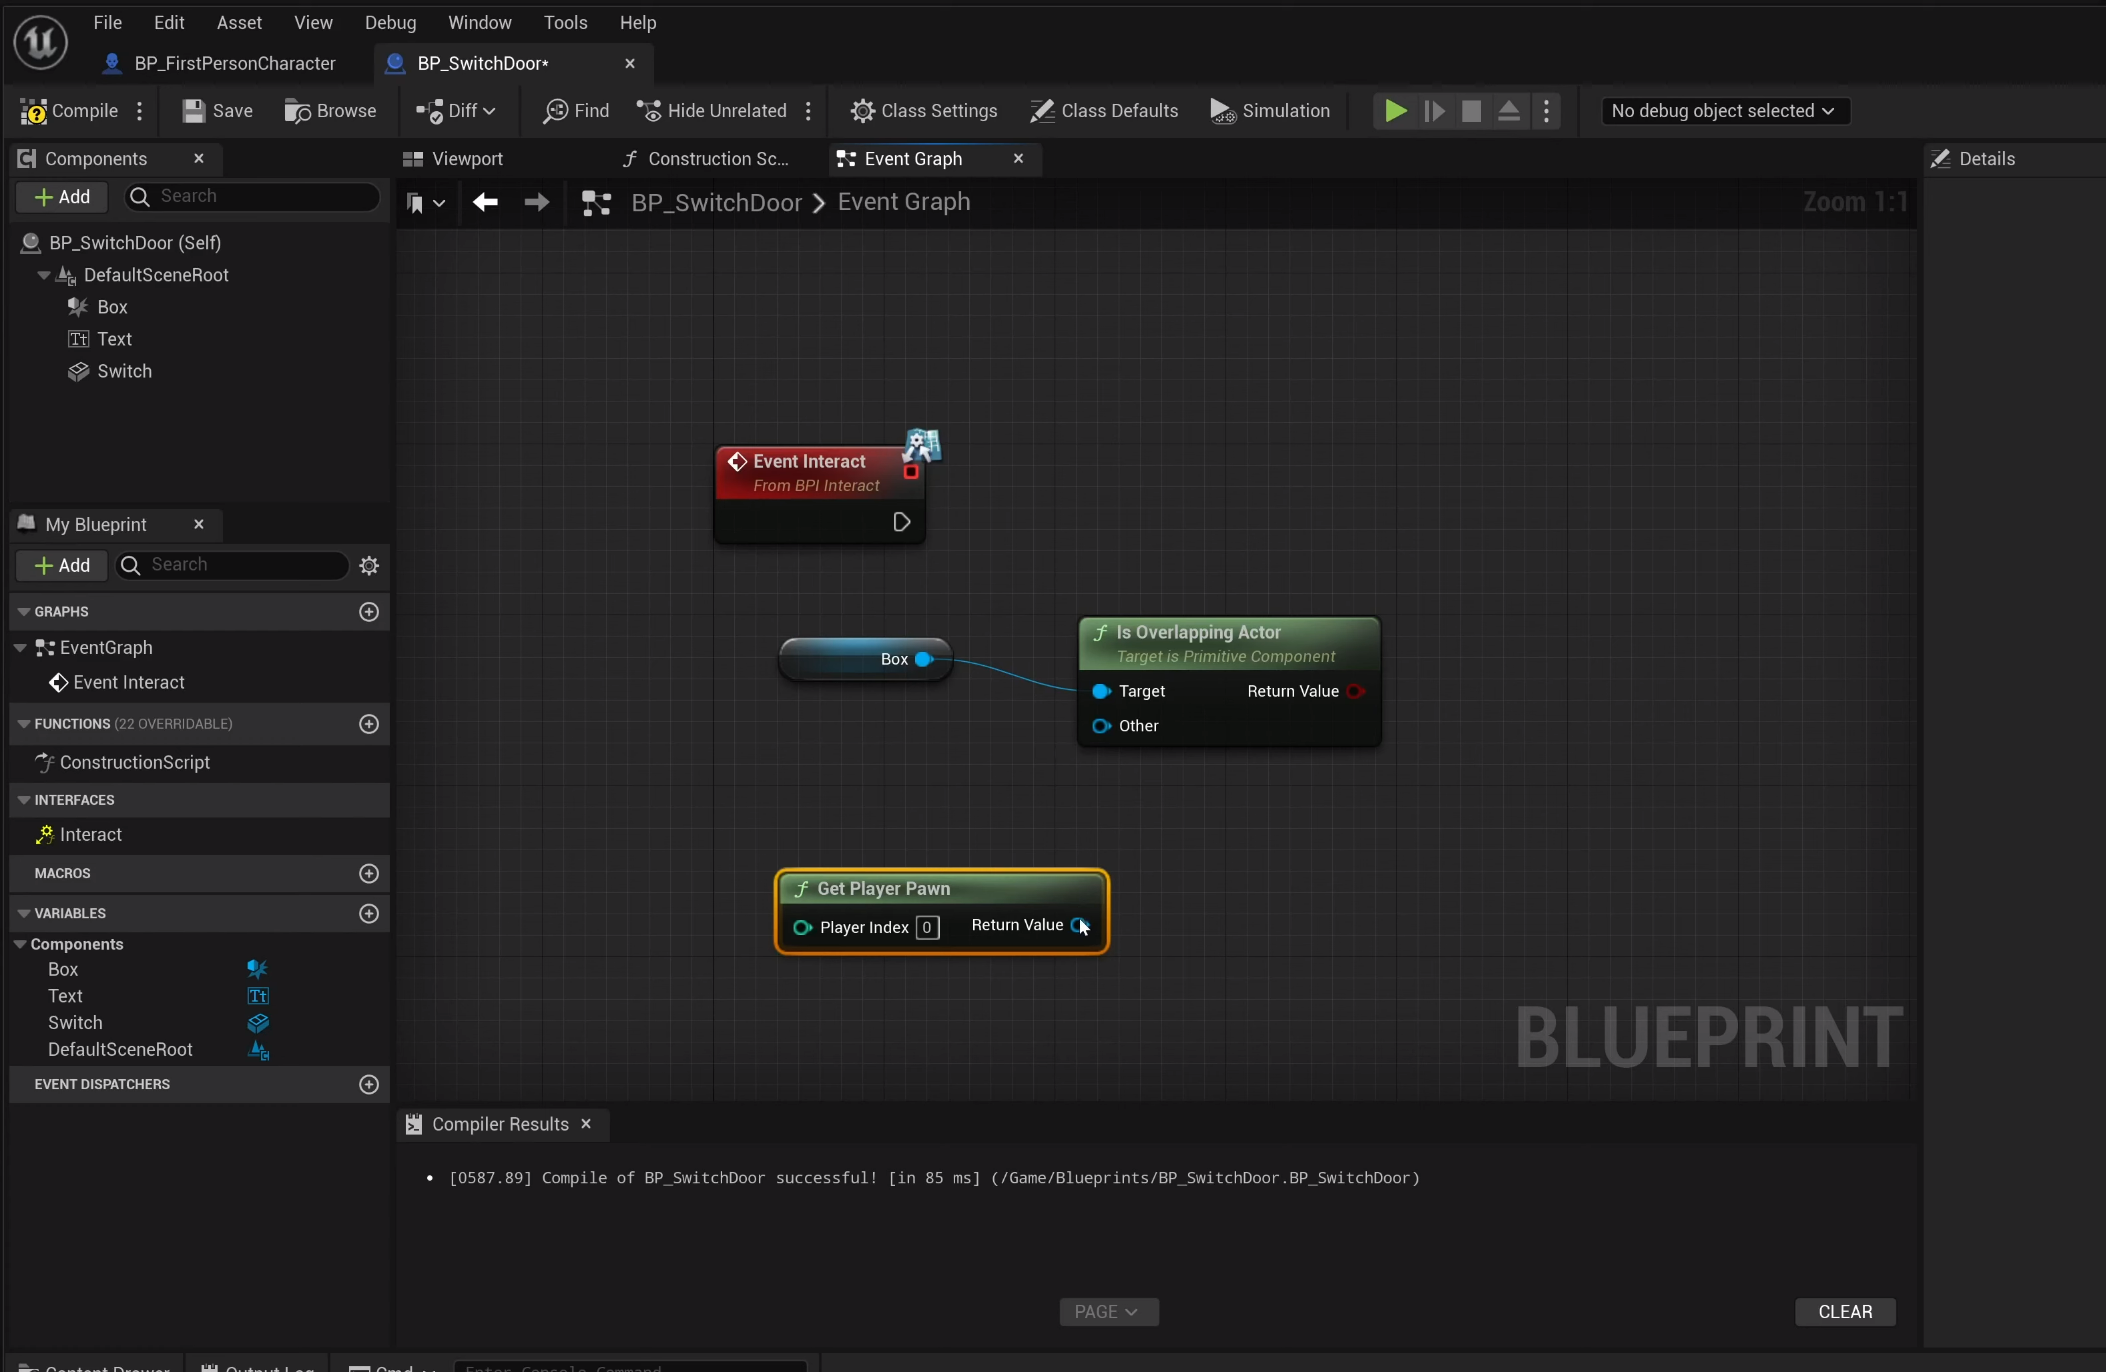 File Edit Asset View Debug Window Tools Help
BP_FirstPersonCharacter BP_SwitchDoor*
Compile Save Browse Diff Find Hide Unrelated Class Settings Class Defaults Simulation No debug object selected
Components Viewport Construction Sc... Event Graph Details
Add Search
BP_SwitchDoor > Event Graph Zoom 1:1
BP_SwitchDoor (Self)
DefaultSceneRoot
Box
Text
Switch
My Blueprint
Add Search
GRAPHS
EventGraph
Event Interact
FUNCTIONS (22 OVERRIDABLE)
ConstructionScript
INTERFACES
Interact
MACROS
VARIABLES
Components
Box
Text
Switch
DefaultSceneRoot
EVENT DISPATCHERS
Event Interact
From BPI Interact
Box
Is Overlapping Actor
Target is Primitive Component
Target Return Value
Other
Get Player Pawn
Player Index 0 Return Value
BLUEPRINT
Compiler Results
• [0587.89] Compile of BP_SwitchDoor successful! [in 85 ms] (/Game/Blueprints/BP_SwitchDoor.BP_SwitchDoor)
PAGE CLEAR
Content Drawer Output Log Cmd Enter Console Command